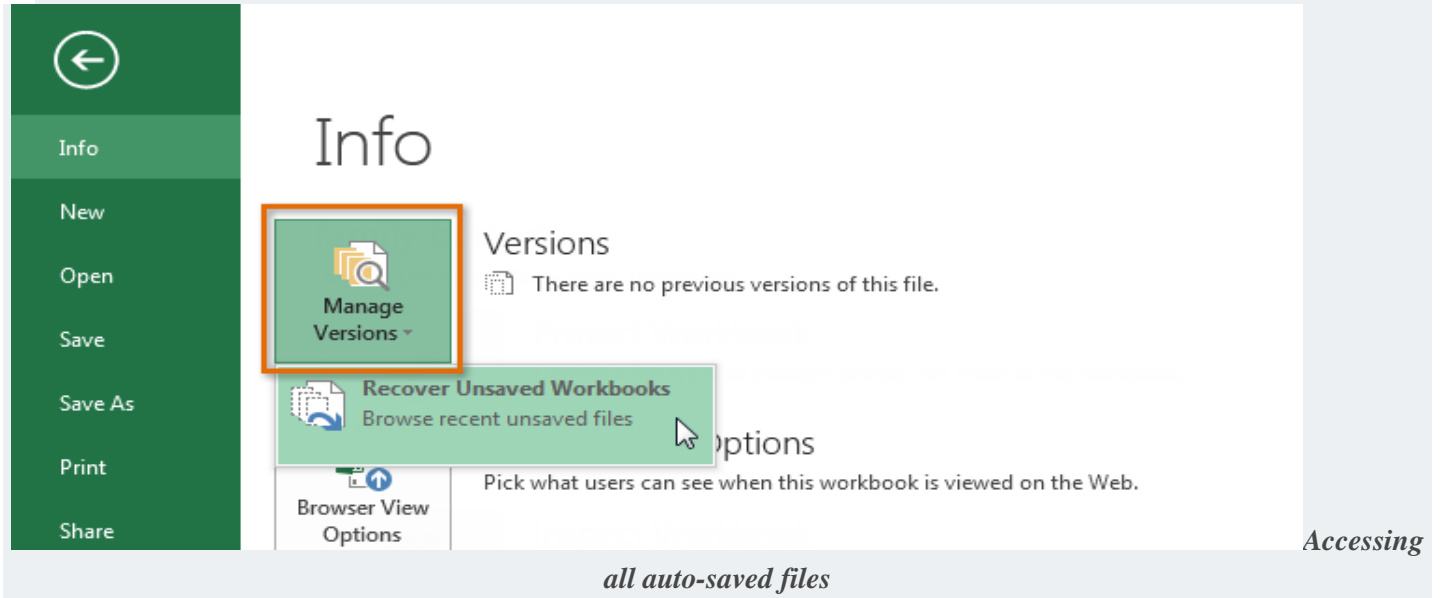 Info
New
Open
Save
Save As
Print
Share
Info
Manage
Versions
Versions
There are no previous versions of this file.
Recover Unsaved Workbooks
Browse recent unsaved files
ptions
Pick what users can see when this workbook is viewed on the Web.
Browser View
Options
Accessing
all auto-saved files